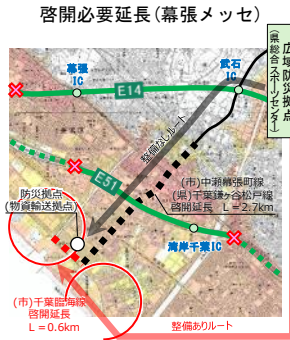 啓開必要延長(幕張メッセ)
広域防災拠点
(県総合スポーツセンター)
幕張
IC
武石
IC
E14
整備なしルート
E51
(市)中瀬幕張町線
(県)千葉鎌ヶ谷松戸線
啓開延長 L=2.7km
防災拠点
(物資輸送拠点)
湾岸千葉IC
(市)千葉臨海線
啓開延長
L=0.6km
整備ありルート